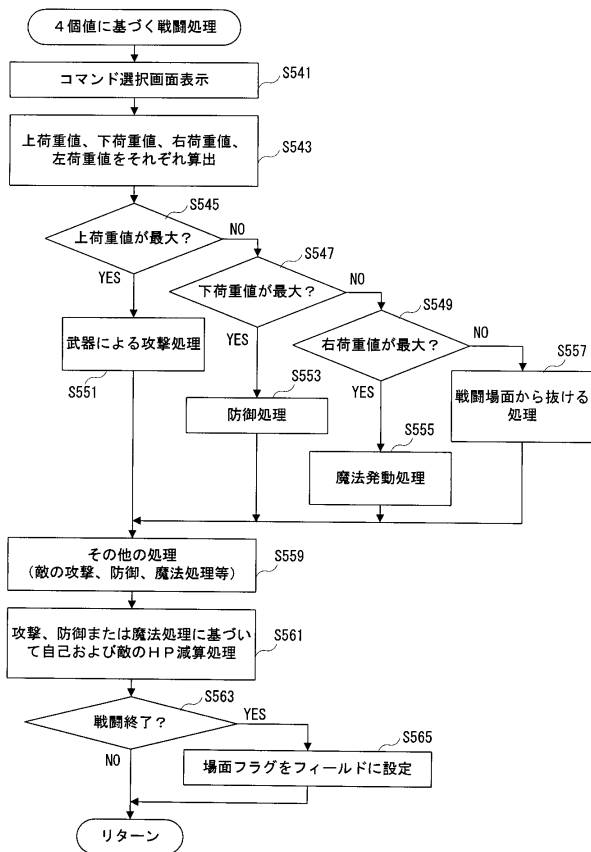 ４個値に基づく戦闘処理
コマンド選択画面表示
S541
上荷重値、下荷重値、右荷重値、
左荷重値をそれぞれ算出
S543
S545
上荷重値が最大？
NO
YES
S547
下荷重値が最大？
NO
YES
S549
右荷重値が最大？
NO
YES
武器による攻撃処理
S551
S553
防御処理
S555
魔法発動処理
S557
戦闘場面から抜ける
処理
その他の処理
(敵の攻撃、防御、魔法処理等)
S559
攻撃、防御または魔法処理に基づい
て自己および敵のＨＰ減算処理
S561
S563
戦闘終了？
YES
NO
S565
場面フラグをフィールドに設定
リターン